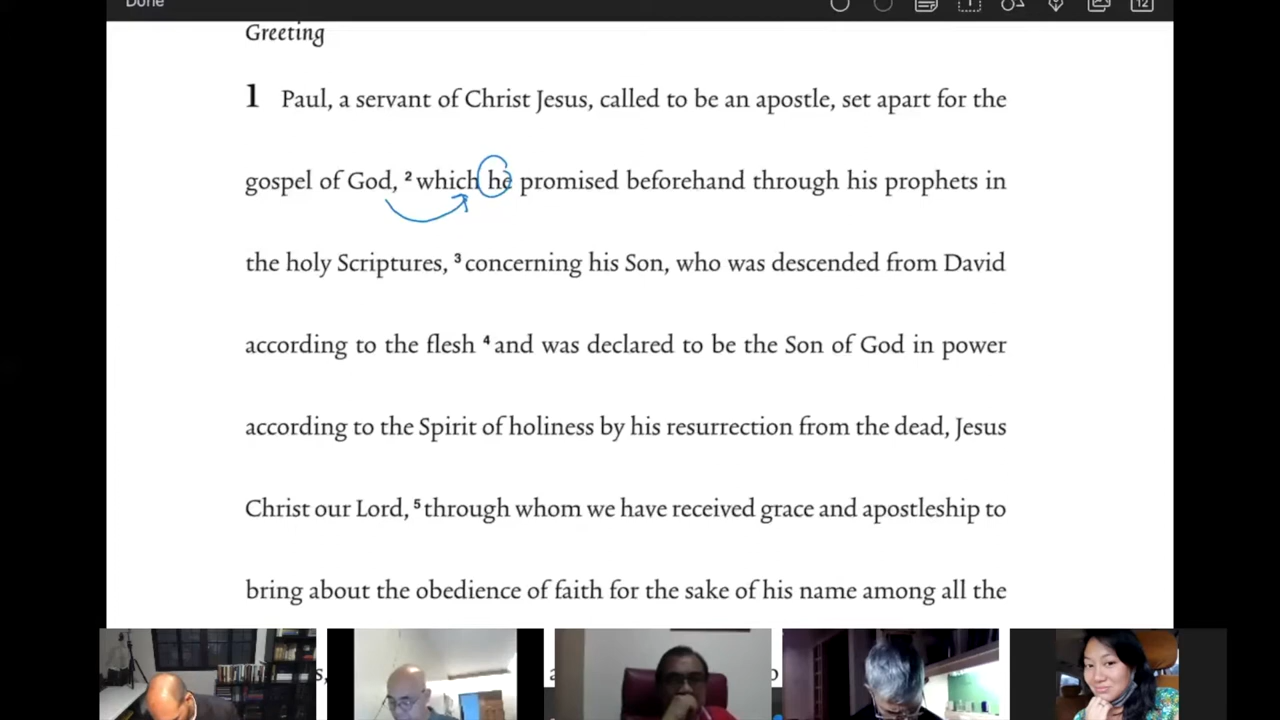 Done
Greeting
1 Paul, a servant of Christ Jesus, called to be an apostle, set apart for the
gospel of God, ² which he promised beforehand through his prophets in
the holy Scriptures, ³ concerning his Son, who was descended from David
according to the flesh ⁴ and was declared to be the Son of God in power
according to the Spirit of holiness by his resurrection from the dead, Jesus
Christ our Lord, ⁵ through whom we have received grace and apostleship to
bring about the obedience of faith for the sake of his name among all the